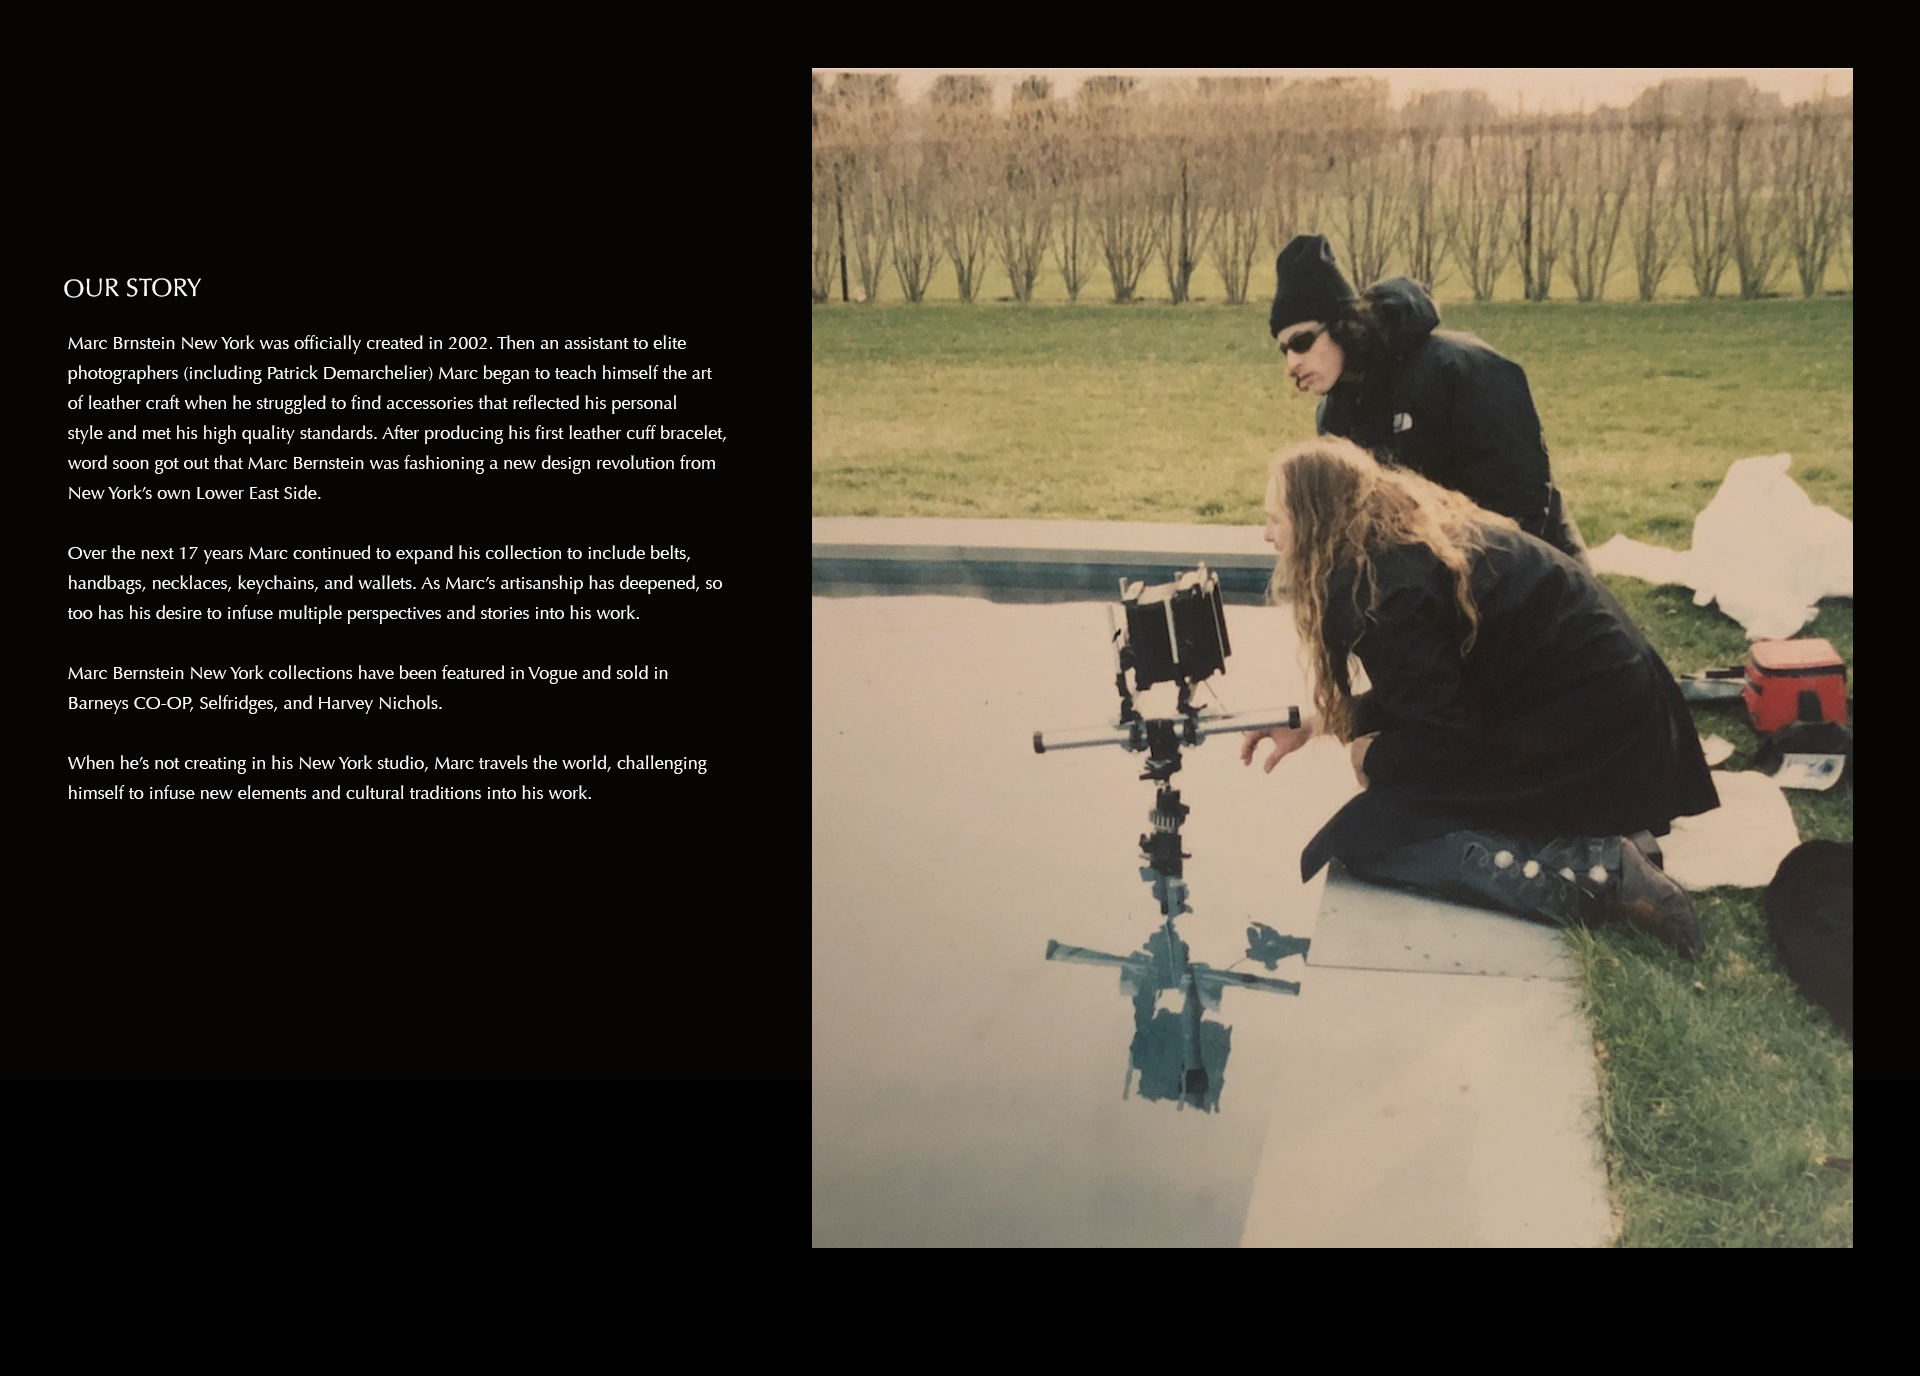 OUR STORY
Marc Brnstein New York was officially created in 2002. Then an assistant to elite
photographers (including Patrick Demarchelier) Marc began to teach himself the art
of leather craft when he struggled to find accessories that reflected his personal
style and met his high quality standards. After producing his first leather cuff bracelet,
word soon got out that Marc Bernstein was fashioning a new design revolution from
New York’s own Lower East Side.
Over the next 17 years Marc continued to expand his collection to include belts,
handbags, necklaces, keychains, and wallets. As Marc’s artisanship has deepened, so
too has his desire to infuse multiple perspectives and stories into his work.
Marc Bernstein New York collections have been featured in Vogue and sold in
Barneys CO-OP, Selfridges, and Harvey Nichols.
When he’s not creating in his New York studio, Marc travels the world, challenging
himself to infuse new elements and cultural traditions into his work.